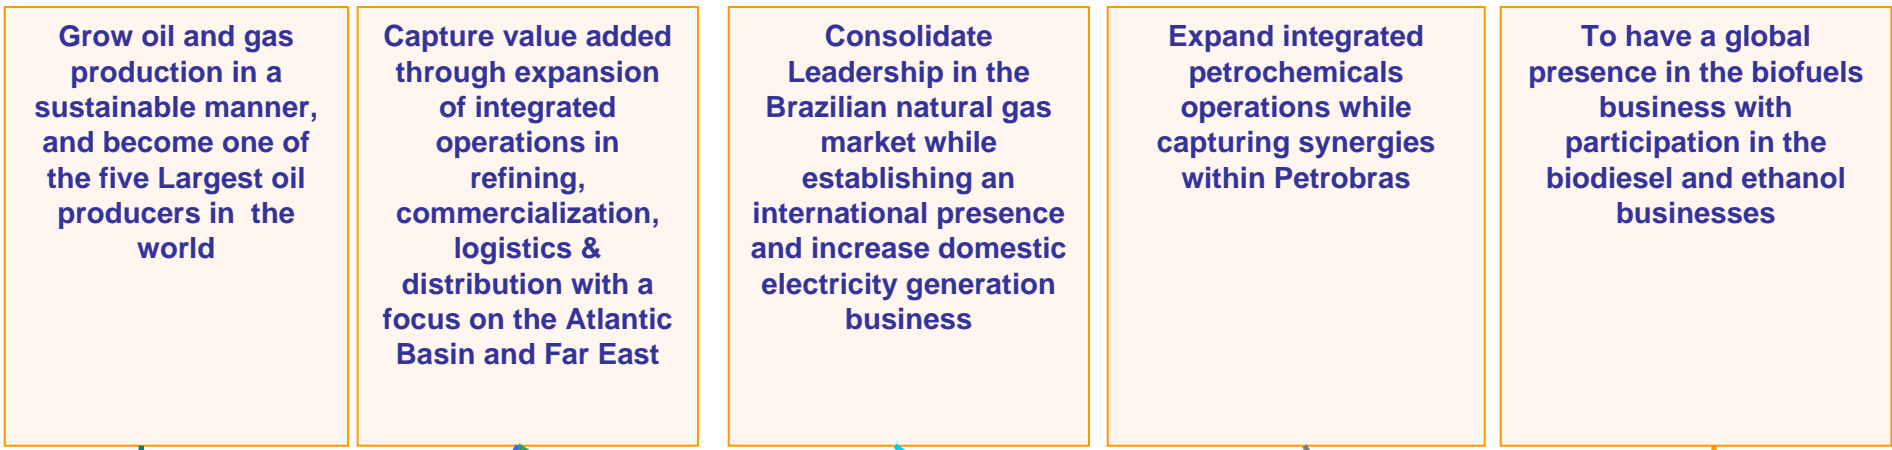 Grow oil and gas
production in a
sustainable manner,
and become one of
the five Largest oil
producers in the
world
Capture value added
through expansion
of integrated
operations in
refining,
commercialization,
logistics &
distribution with a
focus on the Atlantic
Basin and Far East
Consolidate
Leadership in the
Brazilian natural gas
market while
establishing an
international presence
and increase domestic
electricity generation
business
Expand integrated
petrochemicals
operations while
capturing synergies
within Petrobras
To have a global
presence in the biofuels
business with
participation in the
biodiesel and ethanol
businesses